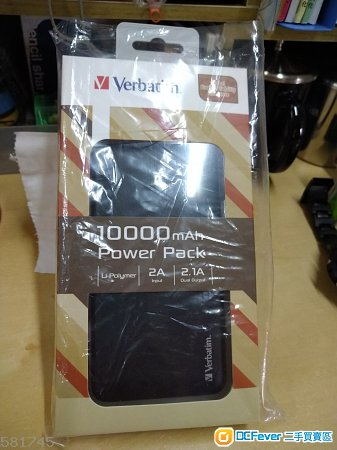 Verbatim.
10000mAh
Power Pack
Li-Polymer
2A
Input
2.1A
Dual Output
Verbatim.
581745
DCFever 二手買賣區